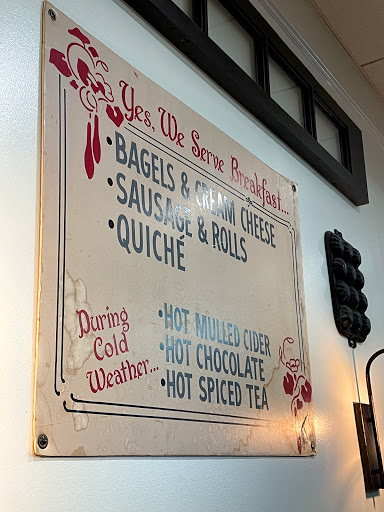 Yes, We Serve Breakfast...
•BAGELS & CREAM CHEESE
•SAUSAGE & ROLLS
•QUICHE
During
Cold
Weather...
•HOT MULLED CIDER
•HOT CHOCOLATE
•HOT SPICED TEA